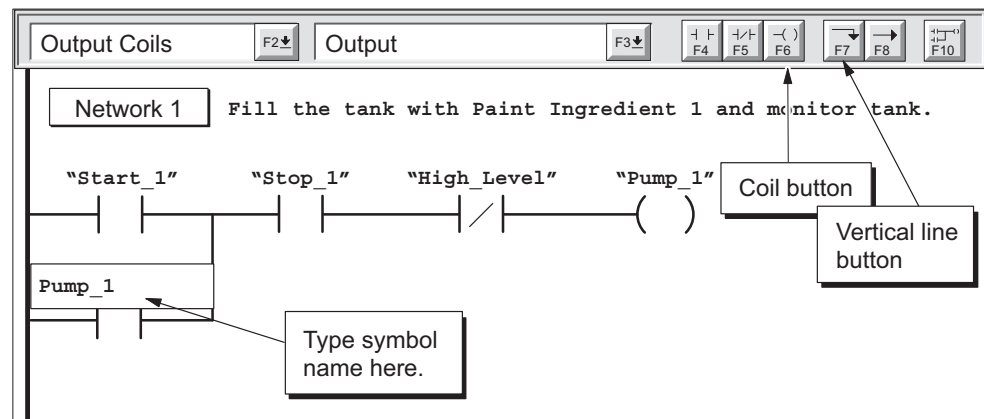 Output Coils
F2
Output
F3
F4
F5
F6
F7
F8
F10
Network 1
Fill the tank with Paint Ingredient 1 and monitor tank.
“Start_1”
“Stop_1”
“High_Level”
“Pump_1”
Coil button
Vertical line
button
Pump_1
Type symbol
name here.